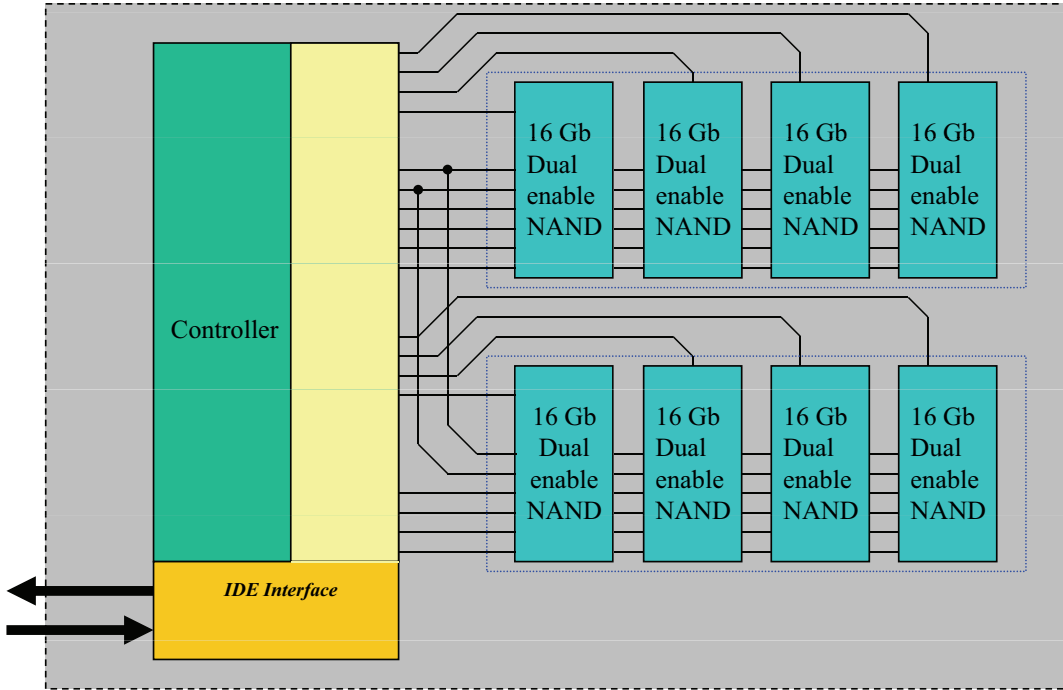 16 Gb
Dual
enable
NAND
16 Gb
Dual
enable
NAND
16 Gb
Dual
enable
NAND
16 Gb
Dual
enable
NAND
Controller
16 Gb
Dual
enable
NAND
16 Gb
Dual
enable
NAND
16 Gb
Dual
enable
NAND
16 Gb
Dual
enable
NAND
IDE Interface